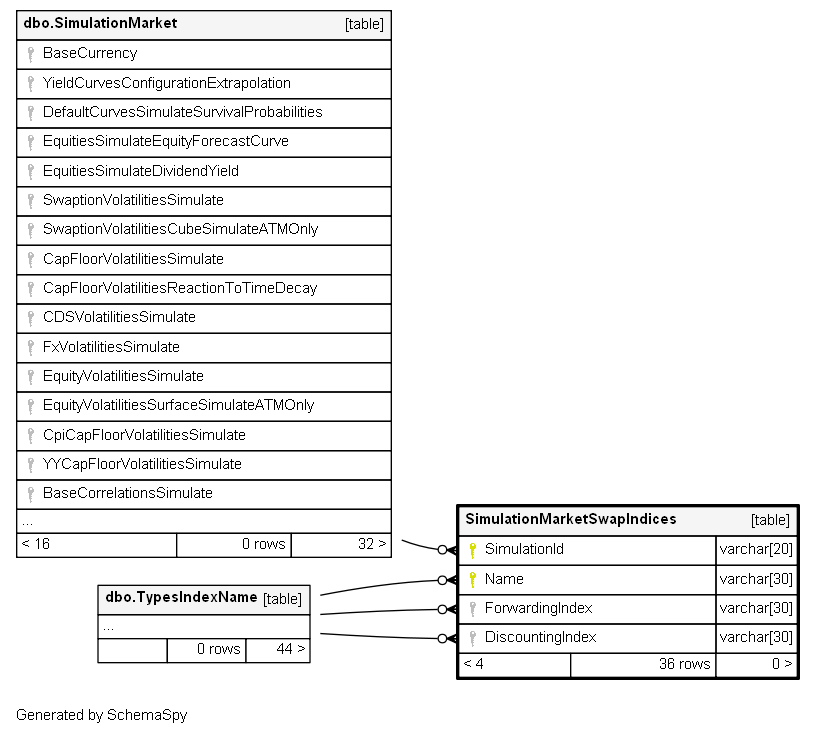 dbo.SimulationMarket [table]
BaseCurrency
YieldCurvesConfigurationExtrapolation
DefaultCurvesSimulateSurvivalProbabilities
EquitiesSimulateEquityForecastCurve
EquitiesSimulateDividendYield
SwaptionVolatilitiesSimulate
SwaptionVolatilitiesCubeSimulateATMOnly
CapFloorVolatilitiesSimulate
CapFloorVolatilitiesReactionToTimeDecay
CDSVolatilitiesSimulate
FxVolatilitiesSimulate
EquityVolatilitiesSimulate
EquityVolatilitiesSurfaceSimulateATMOnly
CpiCapFloorVolatilitiesSimulate
YYCapFloorVolatilitiesSimulate
BaseCorrelationsSimulate
...
< 16 0 rows 32 >
dbo.TypesIndexName [table]
...
0 rows 44 >
SimulationMarketSwapIndices [table]
SimulationId varchar[20]
Name varchar[30]
ForwardingIndex varchar[30]
DiscountingIndex varchar[30]
< 4 36 rows 0 >
Generated by SchemaSpy